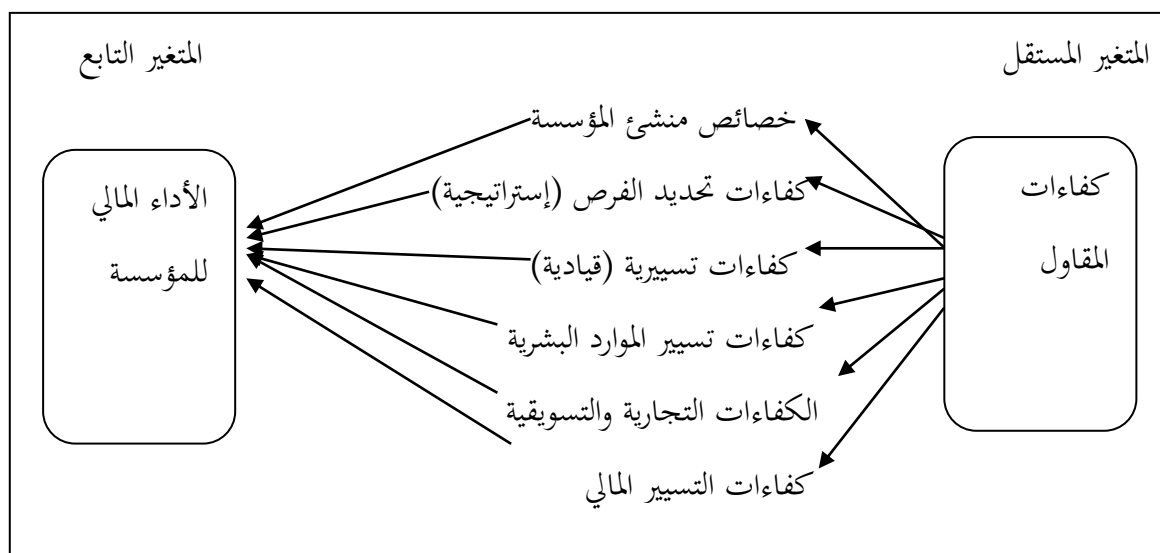 المتغير المستقل
المتغير التابع
كفاءات
المقاول
خصائص منشئ المؤسسة
كفاءات تحديد الفرص (إستراتيجية)
كفاءات تسييرية (قيادية)
كفاءات تسيير الموارد البشرية
الكفاءات التجارية والتسويقية
كفاءات التسيير المالي
الأداء المالي
للمؤسسة